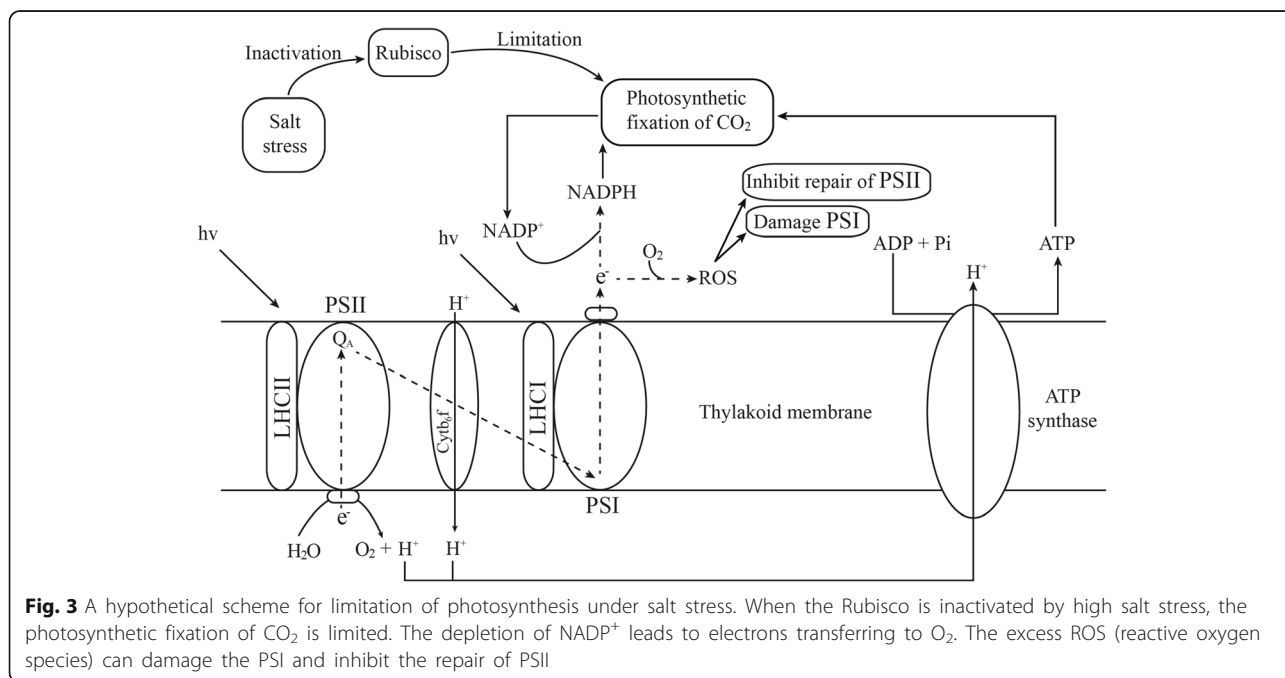 Inactivation
Rubisco
Limitation
Salt
stress
Photosynthetic
fixation of CO₂
NADPH
NADP⁺
Inhibit repair of PSII
Damage PSI
hv
hv
O₂
e⁻
ROS
ADP + Pi
ATP
H⁺
PSII
H⁺
Q_A
LHCII
Cytb₆f
LHCI
Thylakoid membrane
ATP
synthase
PSI
e⁻
H₂O
O₂ + H⁺
H⁺
Fig. 3 A hypothetical scheme for limitation of photosynthesis under salt stress. When the Rubisco is inactivated by high salt stress, the
photosynthetic fixation of CO₂ is limited. The depletion of NADP⁺ leads to electrons transferring to O₂. The excess ROS (reactive oxygen
species) can damage the PSI and inhibit the repair of PSII